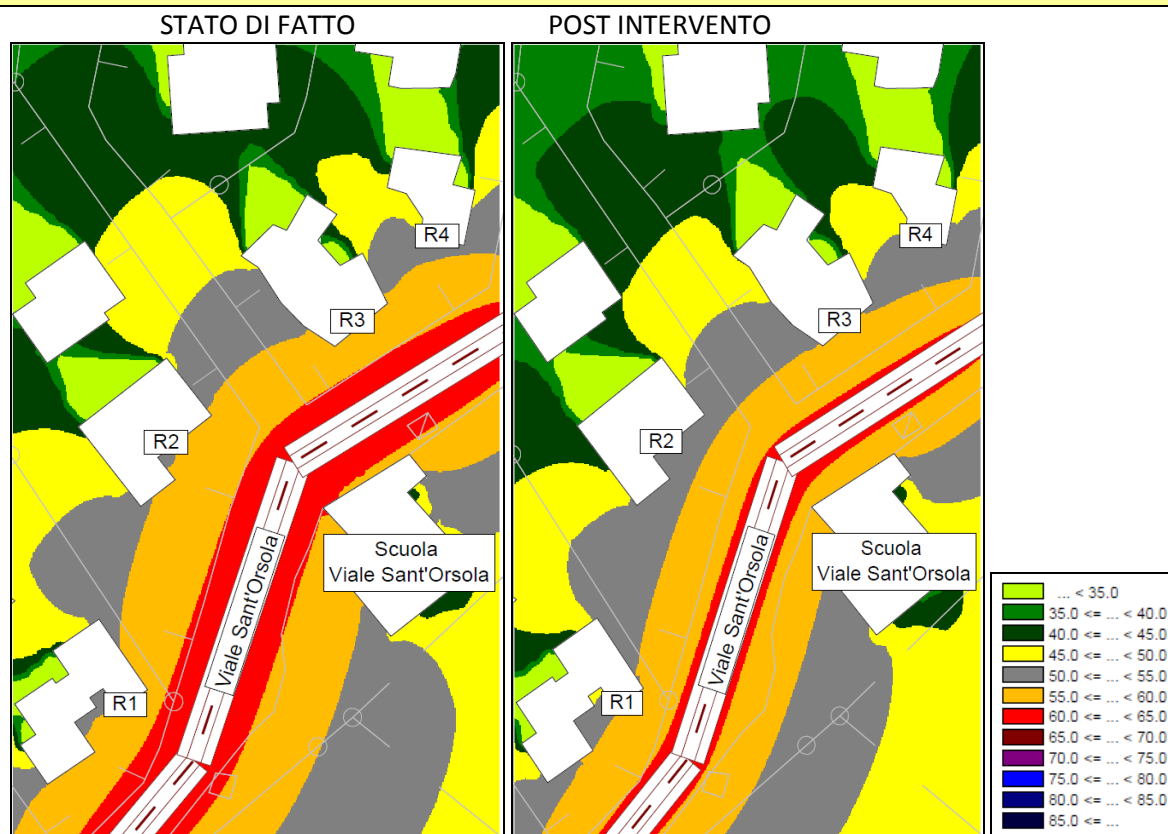 STATO DI FATTO
POST INTERVENTO
R4
R3
R2
R1
Viale Sant'Orsola
Scuola
Viale Sant'Orsola
R4
R3
R2
R1
Viale Sant'Orsola
Scuola
Viale Sant'Orsola
... < 35.0
35.0 <= ... < 40.0
40.0 <= ... < 45.0
45.0 <= ... < 50.0
50.0 <= ... < 55.0
55.0 <= ... < 60.0
60.0 <= ... < 65.0
65.0 <= ... < 70.0
70.0 <= ... < 75.0
75.0 <= ... < 80.0
80.0 <= ... < 85.0
85.0 <= ...